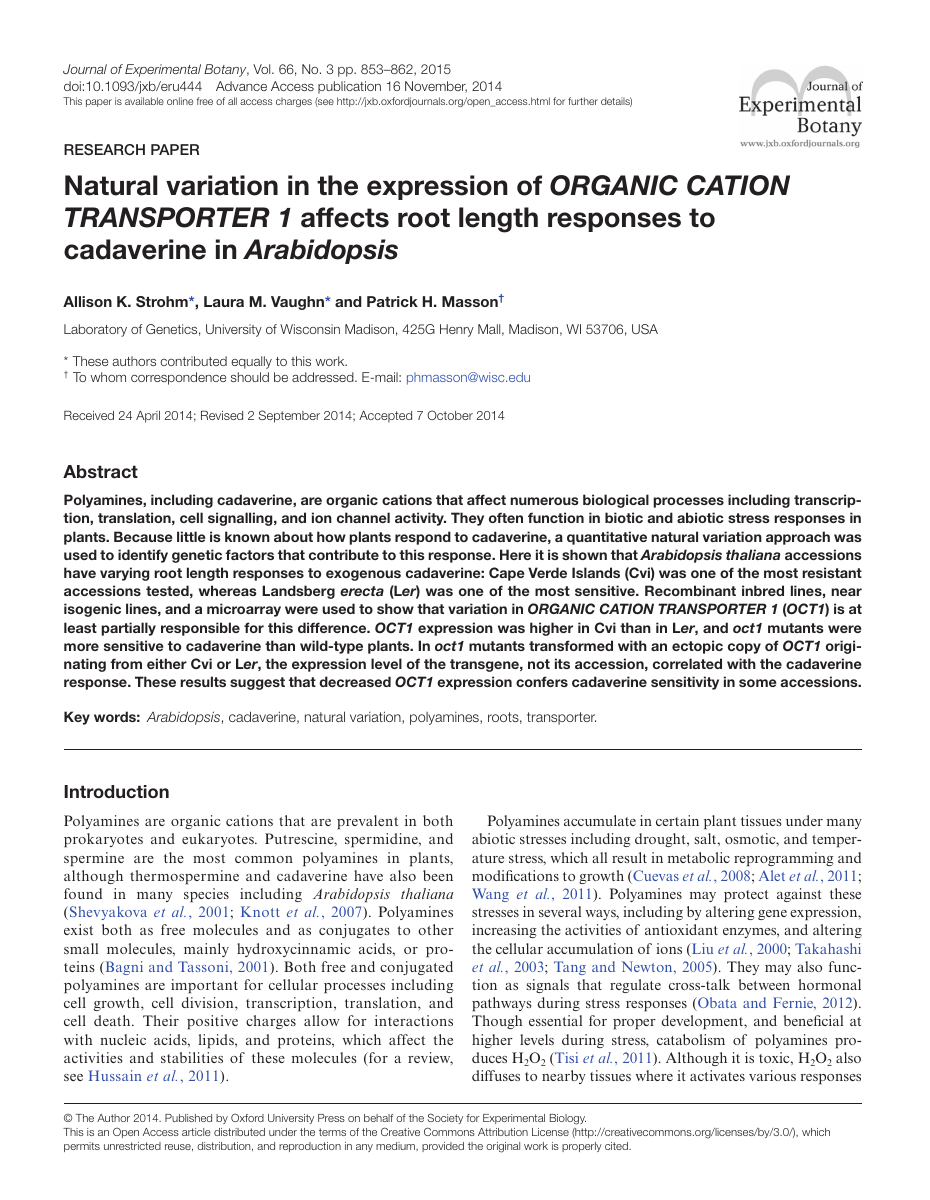 Journal of Experimental Botany, Vol. 66, No. 3 pp. 853–862, 2015
doi:10.1093/jxb/eru444 Advance Access publication 16 November, 2014
This paper is available online free of all access charges (see http://jxb.oxfordjournals.org/open_access.html for further details)
Journal of
Experimental
Botany
www.jxb.oxfordjournals.org
RESEARCH PAPER
Natural variation in the expression of ORGANIC CATION
TRANSPORTER 1 affects root length responses to
cadaverine in Arabidopsis
Allison K. Strohm*, Laura M. Vaughn* and Patrick H. Masson†
Laboratory of Genetics, University of Wisconsin Madison, 425G Henry Mall, Madison, WI 53706, USA
* These authors contributed equally to this work.
† To whom correspondence should be addressed. E-mail: phmasson@wisc.edu
Received 24 April 2014; Revised 2 September 2014; Accepted 7 October 2014
Abstract
Polyamines, including cadaverine, are organic cations that affect numerous biological processes including transcrip-
tion, translation, cell signalling, and ion channel activity. They often function in biotic and abiotic stress responses in
plants. Because little is known about how plants respond to cadaverine, a quantitative natural variation approach was
used to identify genetic factors that contribute to this response. Here it is shown that Arabidopsis thaliana accessions
have varying root length responses to exogenous cadaverine: Cape Verde Islands (Cvi) was one of the most resistant
accessions tested, whereas Landsberg erecta (Ler) was one of the most sensitive. Recombinant inbred lines, near
isogenic lines, and a microarray were used to show that variation in ORGANIC CATION TRANSPORTER 1 (OCT1) is at
least partially responsible for this difference. OCT1 expression was higher in Cvi than in Ler, and oct1 mutants were
more sensitive to cadaverine than wild-type plants. In oct1 mutants transformed with an ectopic copy of OCT1 origi-
nating from either Cvi or Ler, the expression level of the transgene, not its accession, correlated with the cadaverine
response. These results suggest that decreased OCT1 expression confers cadaverine sensitivity in some accessions.
Key words: Arabidopsis, cadaverine, natural variation, polyamines, roots, transporter.
Introduction
Polyamines are organic cations that are prevalent in both
prokaryotes and eukaryotes. Putrescine, spermidine, and
spermine are the most common polyamines in plants,
although thermospermine and cadaverine have also been
found in many species including Arabidopsis thaliana
(Shevyakova et al., 2001; Knott et al., 2007). Polyamines
exist both as free molecules and as conjugates to other
small molecules, mainly hydroxycinnamic acids, or pro-
teins (Bagni and Tassoni, 2001). Both free and conjugated
polyamines are important for cellular processes including
cell growth, cell division, transcription, translation, and
cell death. Their positive charges allow for interactions
with nucleic acids, lipids, and proteins, which affect the
activities and stabilities of these molecules (for a review,
see Hussain et al., 2011).
Polyamines accumulate in certain plant tissues under many
abiotic stresses including drought, salt, osmotic, and temper-
ature stress, which all result in metabolic reprogramming and
modifications to growth (Cuevas et al., 2008; Alet et al., 2011;
Wang et al., 2011). Polyamines may protect against these
stresses in several ways, including by altering gene expression,
increasing the activities of antioxidant enzymes, and altering
the cellular accumulation of ions (Liu et al., 2000; Takahashi
et al., 2003; Tang and Newton, 2005). They may also func-
tion as signals that regulate cross-talk between hormonal
pathways during stress responses (Obata and Fernie, 2012).
Though essential for proper development, and beneficial at
higher levels during stress, catabolism of polyamines pro-
duces H₂O₂ (Tisi et al., 2011). Although it is toxic, H₂O₂ also
diffuses to nearby tissues where it activates various responses
© The Author 2014. Published by Oxford University Press on behalf of the Society for Experimental Biology.
This is an Open Access article distributed under the terms of the Creative Commons Attribution License (http://creativecommons.org/licenses/by/3.0/), which
permits unrestricted reuse, distribution, and reproduction in any medium, provided the original work is properly cited.